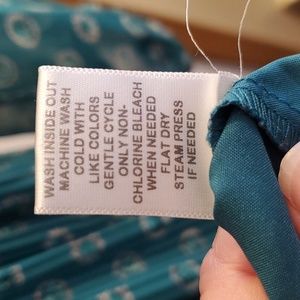 WASH INSIDE OUT
MACHINE WASH
COLD WITH
LIKE COLORS
GENTLE CYCLE
ONLY NON-
CHLORINE BLEACH
WHEN NEEDED
FLAT DRY
STEAM PRESS
IF NEEDED